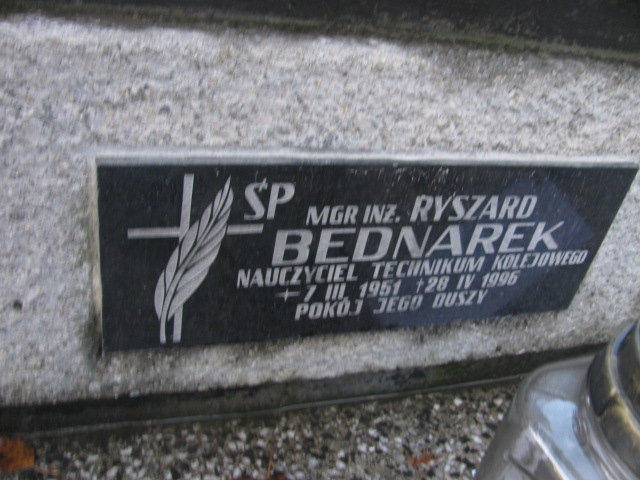 ŚP MGR INŻ. RYSZARD
BEDNAREK
NAUCZYCIEL TECHNIKUM KOLEJOWEGO
7 III 1951 †28 IV 1996
POKÓJ JEGO DUSZY